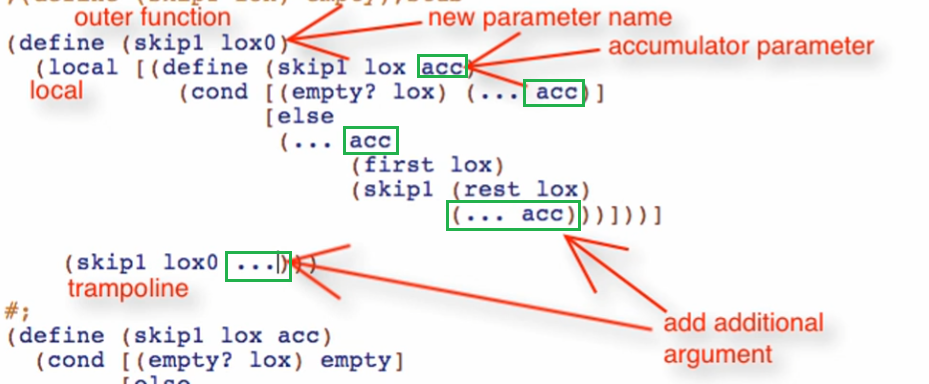 outer function
new parameter name
(define (skip1 lox0)
accumulator parameter
(local [(define (skip1 lox acc)
local
(cond [(empty? lox) (... acc)]
[else
(... acc
(first lox)
(skip1 (rest lox)
(... acc)))])))]
(skip1 lox0 ...)))
trampoline
#;
add additional
argument
(define (skip1 lox acc)
(cond [(empty? lox) empty]
[else